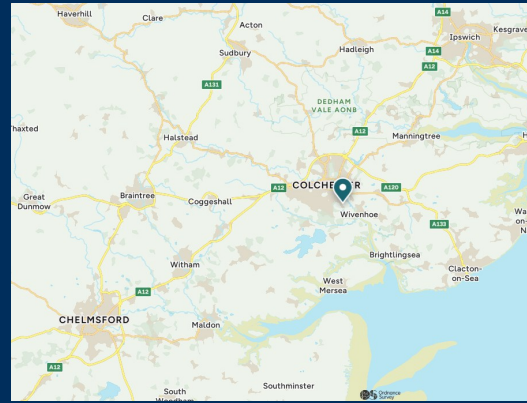 Haverhill
Clare
Acton
A14
Kesgrave
Ipswich
Sudbury
Hadleigh
A14
A12
A131
DEDHAM
VALE AONB
A12
Manningtree
Halstead
A12
COLCHE
ER
A120
Braintree
Coggeshall
Great
Dunmow
Wivenhoe
A133
Brightlingsea
Witham
Clacton-
on-Sea
West
Mersea
A12
CHELMSFORD
Maldon
A12
Southminster
South
Ordnance
Survey